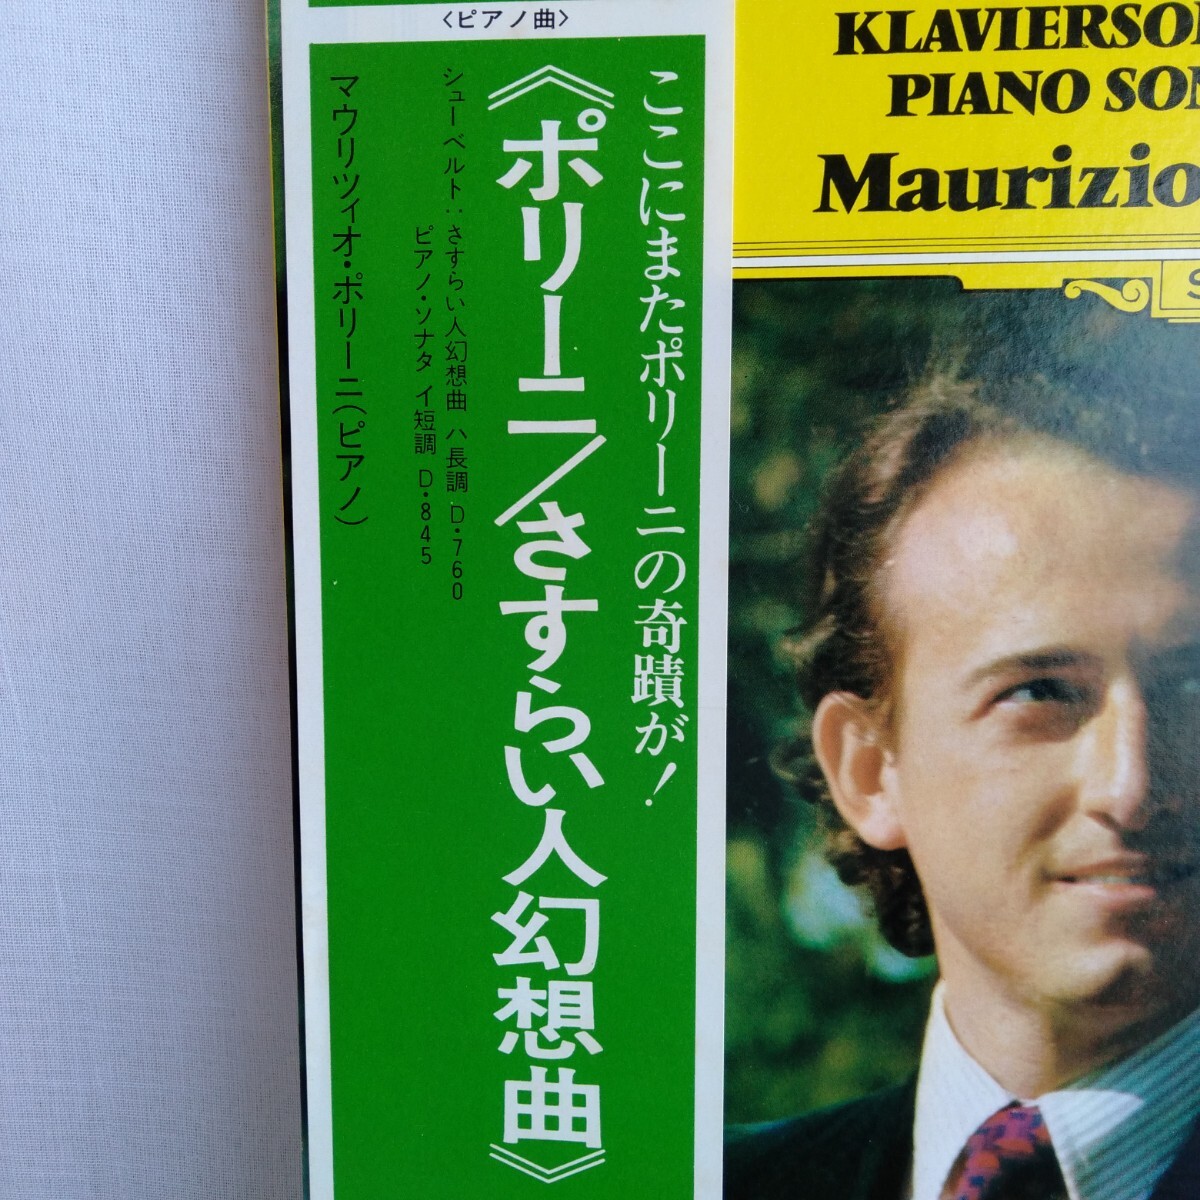 〈ピアノ曲〉
ここにまたポリーニの奇蹟が!
《ポリーニ/さすらい人幻想曲》
シューベルト:さすらい人幻想曲 ハ長調 D・760
ピアノ・ソナタ イ短調 D・845
マウリツィオ・ポリーニ(ピアノ)
KLAVIERSO
PIANO SON
Maurizio
S